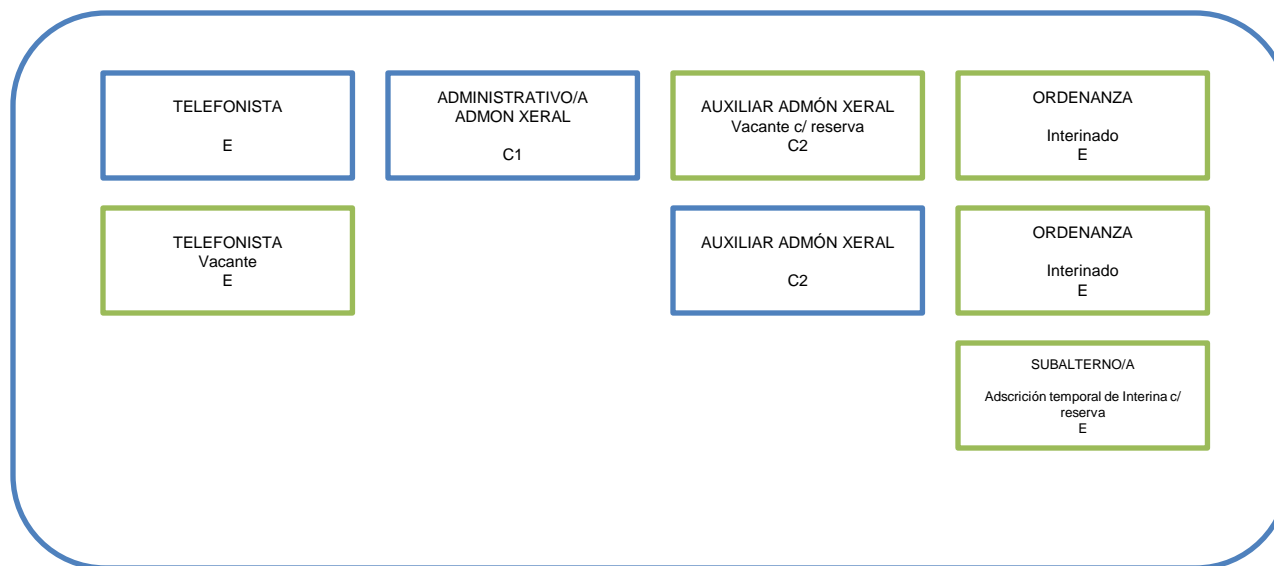 TELEFONISTA
E
ADMINISTRATIVO/A
ADMON XERAL
C1
AUXILIAR ADMÓN XERAL
Vacante c/ reserva
C2
ORDENANZA
Interinado
E
TELEFONISTA
Vacante
E
AUXILIAR ADMÓN XERAL
C2
ORDENANZA
Interinado
E
SUBALTERNO/A
Adscrición temporal de Interina c/
reserva
E